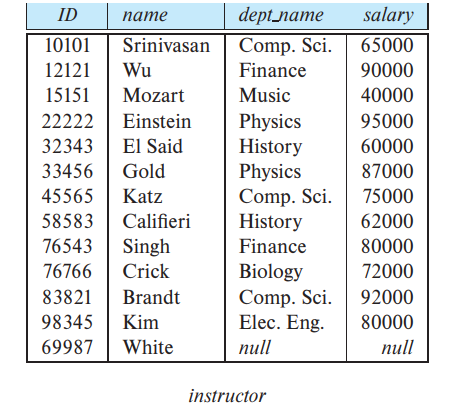 ID name dept_name salary
10101 Srinivasan Comp. Sci. 65000
12121 Wu Finance 90000
15151 Mozart Music 40000
22222 Einstein Physics 95000
32343 El Said History 60000
33456 Gold Physics 87000
45565 Katz Comp. Sci. 75000
58583 Califieri History 62000
76543 Singh Finance 80000
76766 Crick Biology 72000
83821 Brandt Comp. Sci. 92000
98345 Kim Elec. Eng. 80000
69987 White null null
instructor